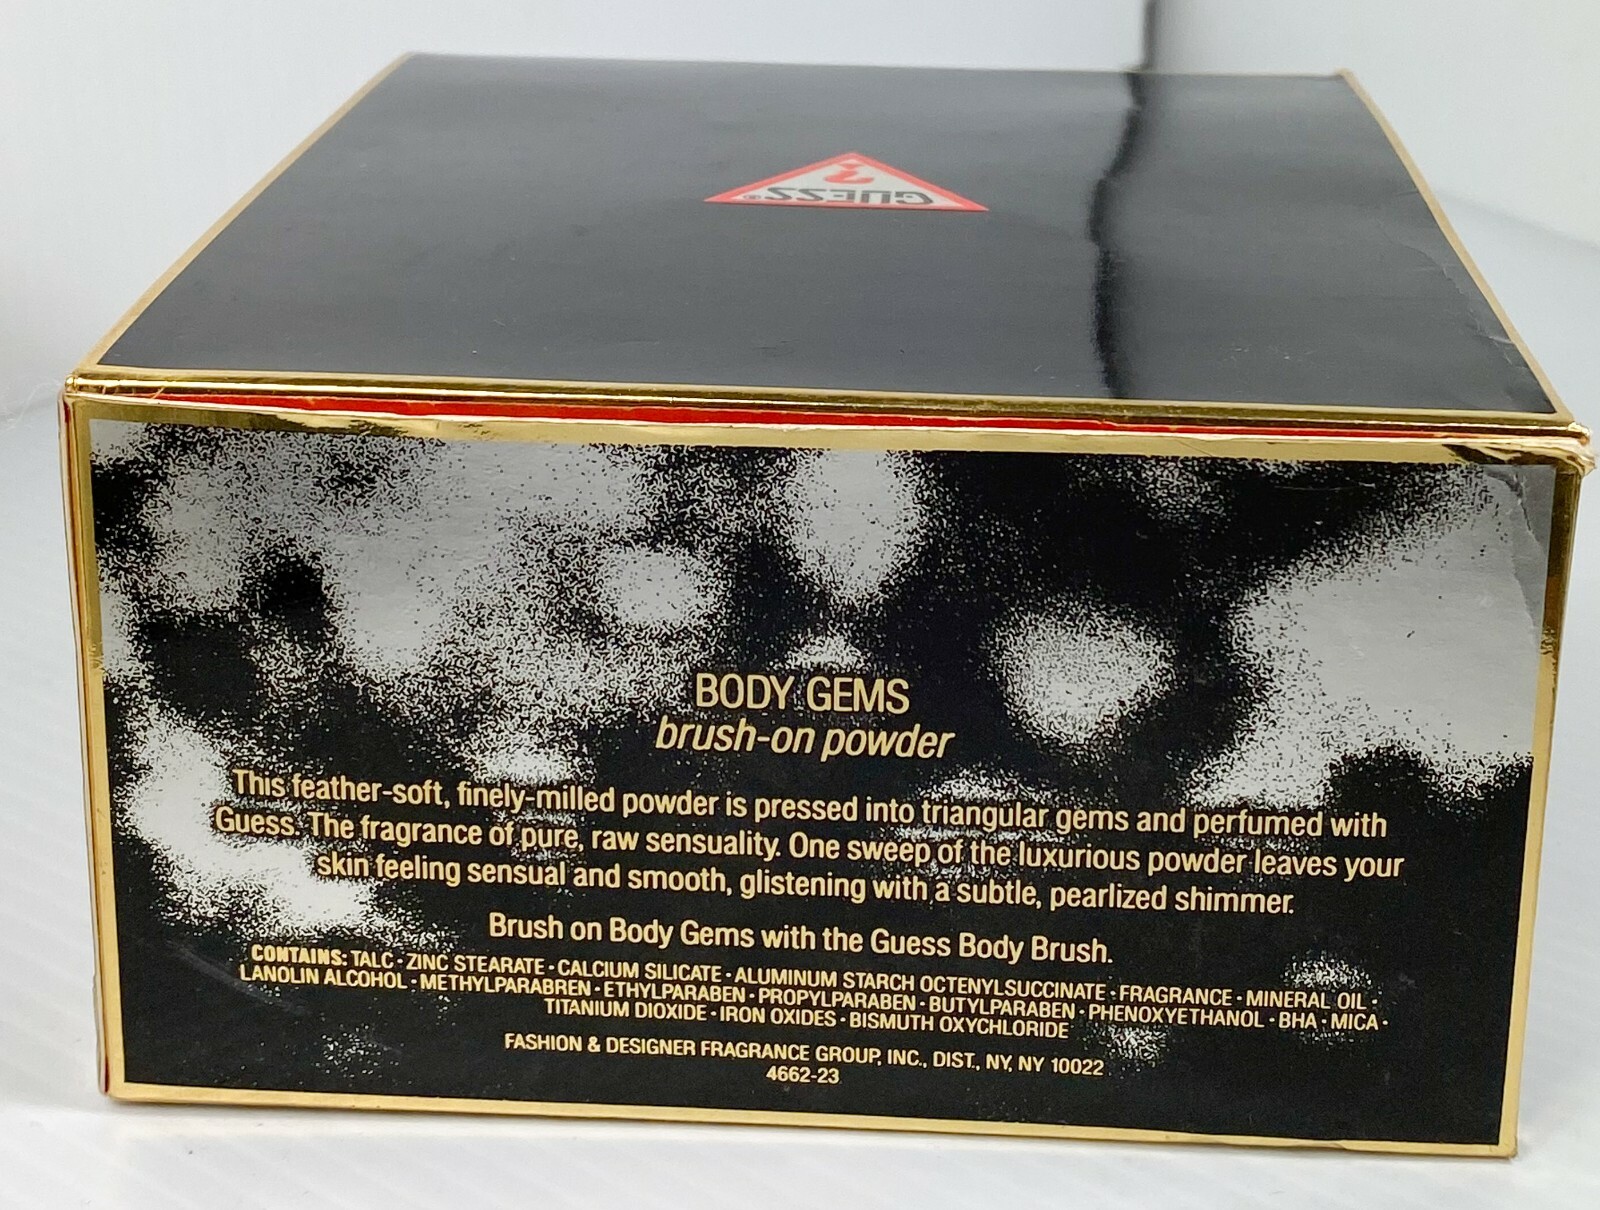 ?
GUESS®
BODY GEMS
brush-on powder
This feather-soft, finely-milled powder is pressed into triangular gems and perfumed with
Guess. The fragrance of pure, raw sensuality. One sweep of the luxurious powder leaves your
skin feeling sensual and smooth, glistening with a subtle, pearlized shimmer.
Brush on Body Gems with the Guess Body Brush.
CONTAINS: TALC · ZINC STEARATE · CALCIUM SILICATE · ALUMINUM STARCH OCTENYLSUCCINATE · FRAGRANCE · MINERAL OIL ·
LANOLIN ALCOHOL · METHYLPARABREN · ETHYLPARABEN · PROPYLPARABEN · BUTYLPARABEN · PHENOXYETHANOL · BHA · MICA ·
TITANIUM DIOXIDE · IRON OXIDES · BISMUTH OXYCHLORIDE
FASHION & DESIGNER FRAGRANCE GROUP, INC., DIST., NY, NY 10022
4662-23